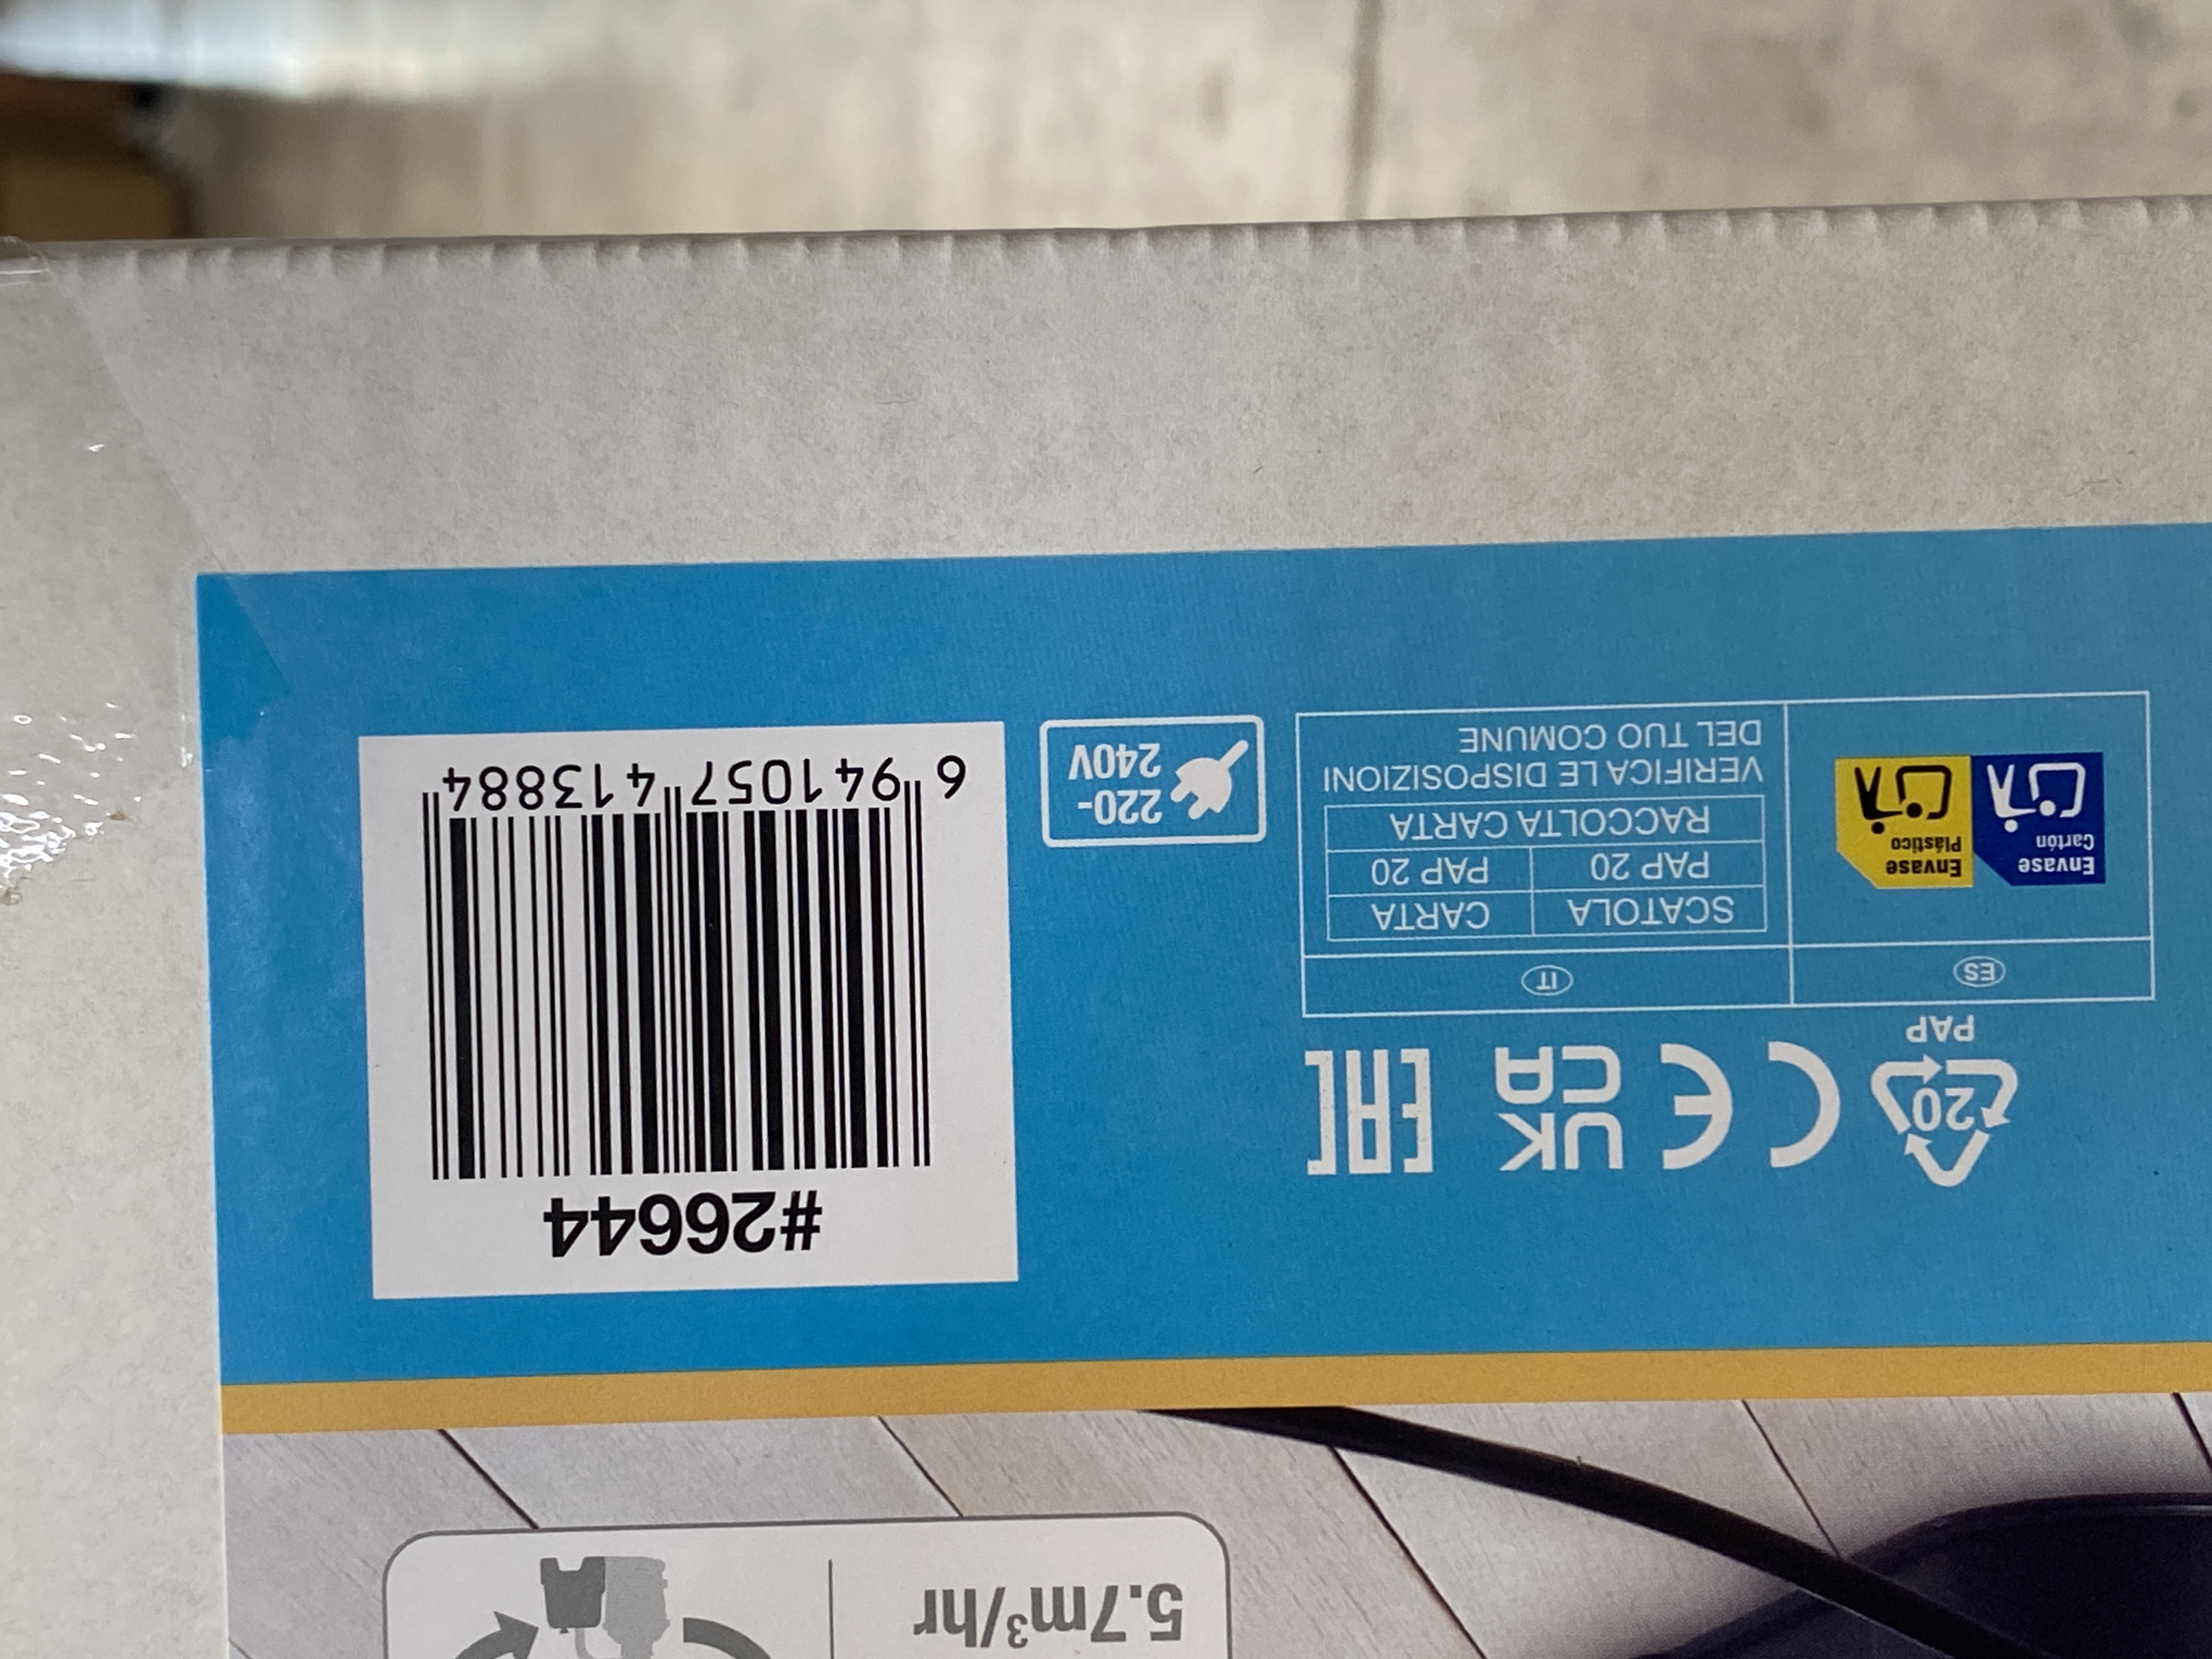 5.7m³/hr
#26644
6 941057 413884
220-
240V
20
PAP
CE
UK
CA
EAC
ES
IT
Envase
Cartón
Envase
Plástico
SCATOLA
CARTA
PAP 20
PAP 20
RACCOLTA CARTA
VERIFICA LE DISPOSIZIONI
DEL TUO COMUNE